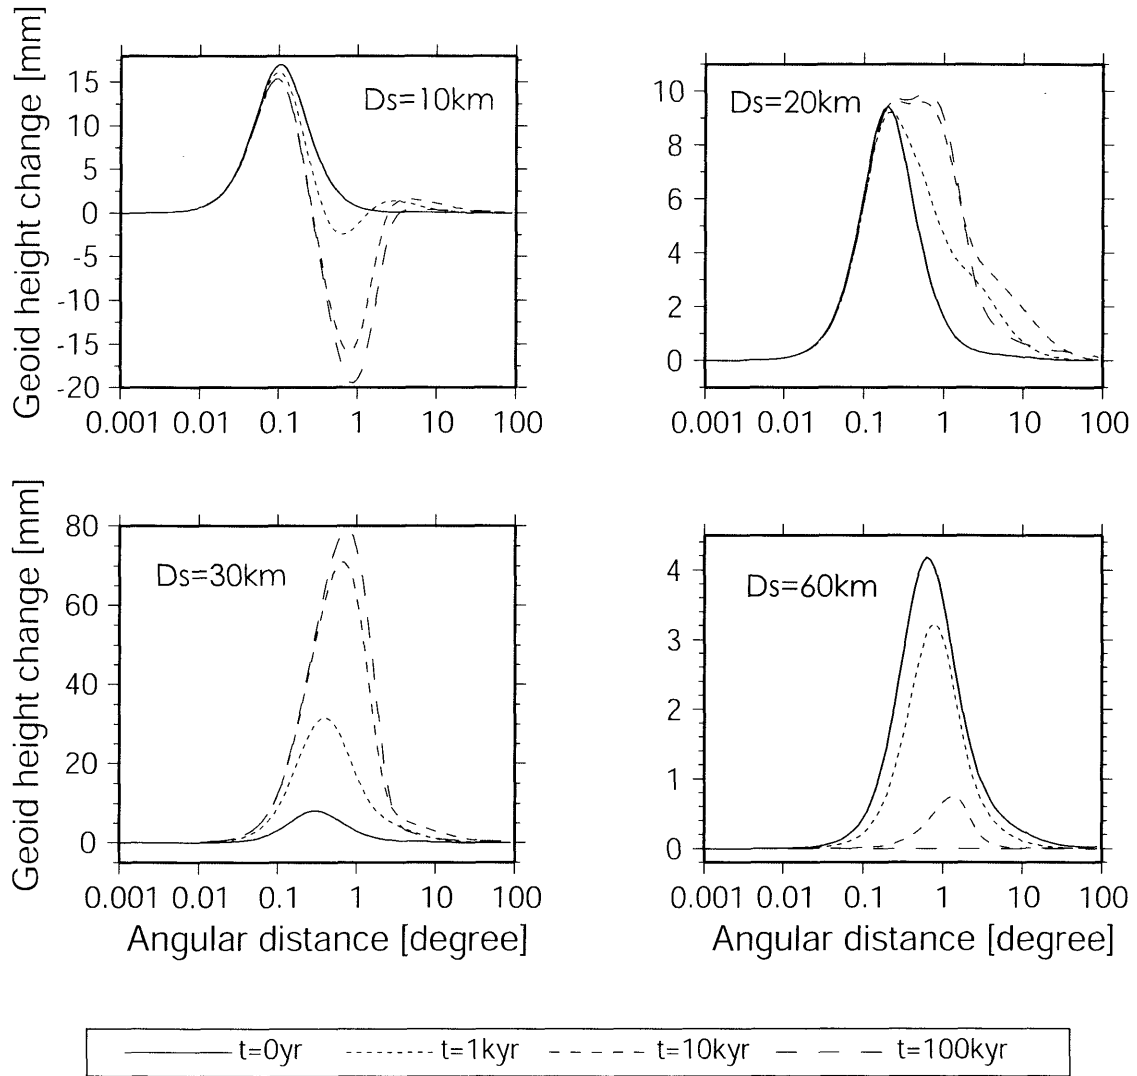 Geoid height change [mm]
15
10
5
0
-5
-10
-15
-20
Ds=10km
0.001 0.01 0.1 1 10 100
10
8
6
4
2
0
Ds=20km
0.001 0.01 0.1 1 10 100
Geoid height change [mm]
80
60
40
20
0
Ds=30km
0.001 0.01 0.1 1 10 100
Angular distance [degree]
4
3
2
1
0
Ds=60km
0.001 0.01 0.1 1 10 100
Angular distance [degree]
t=0yr t=1kyr t=10kyr t=100kyr